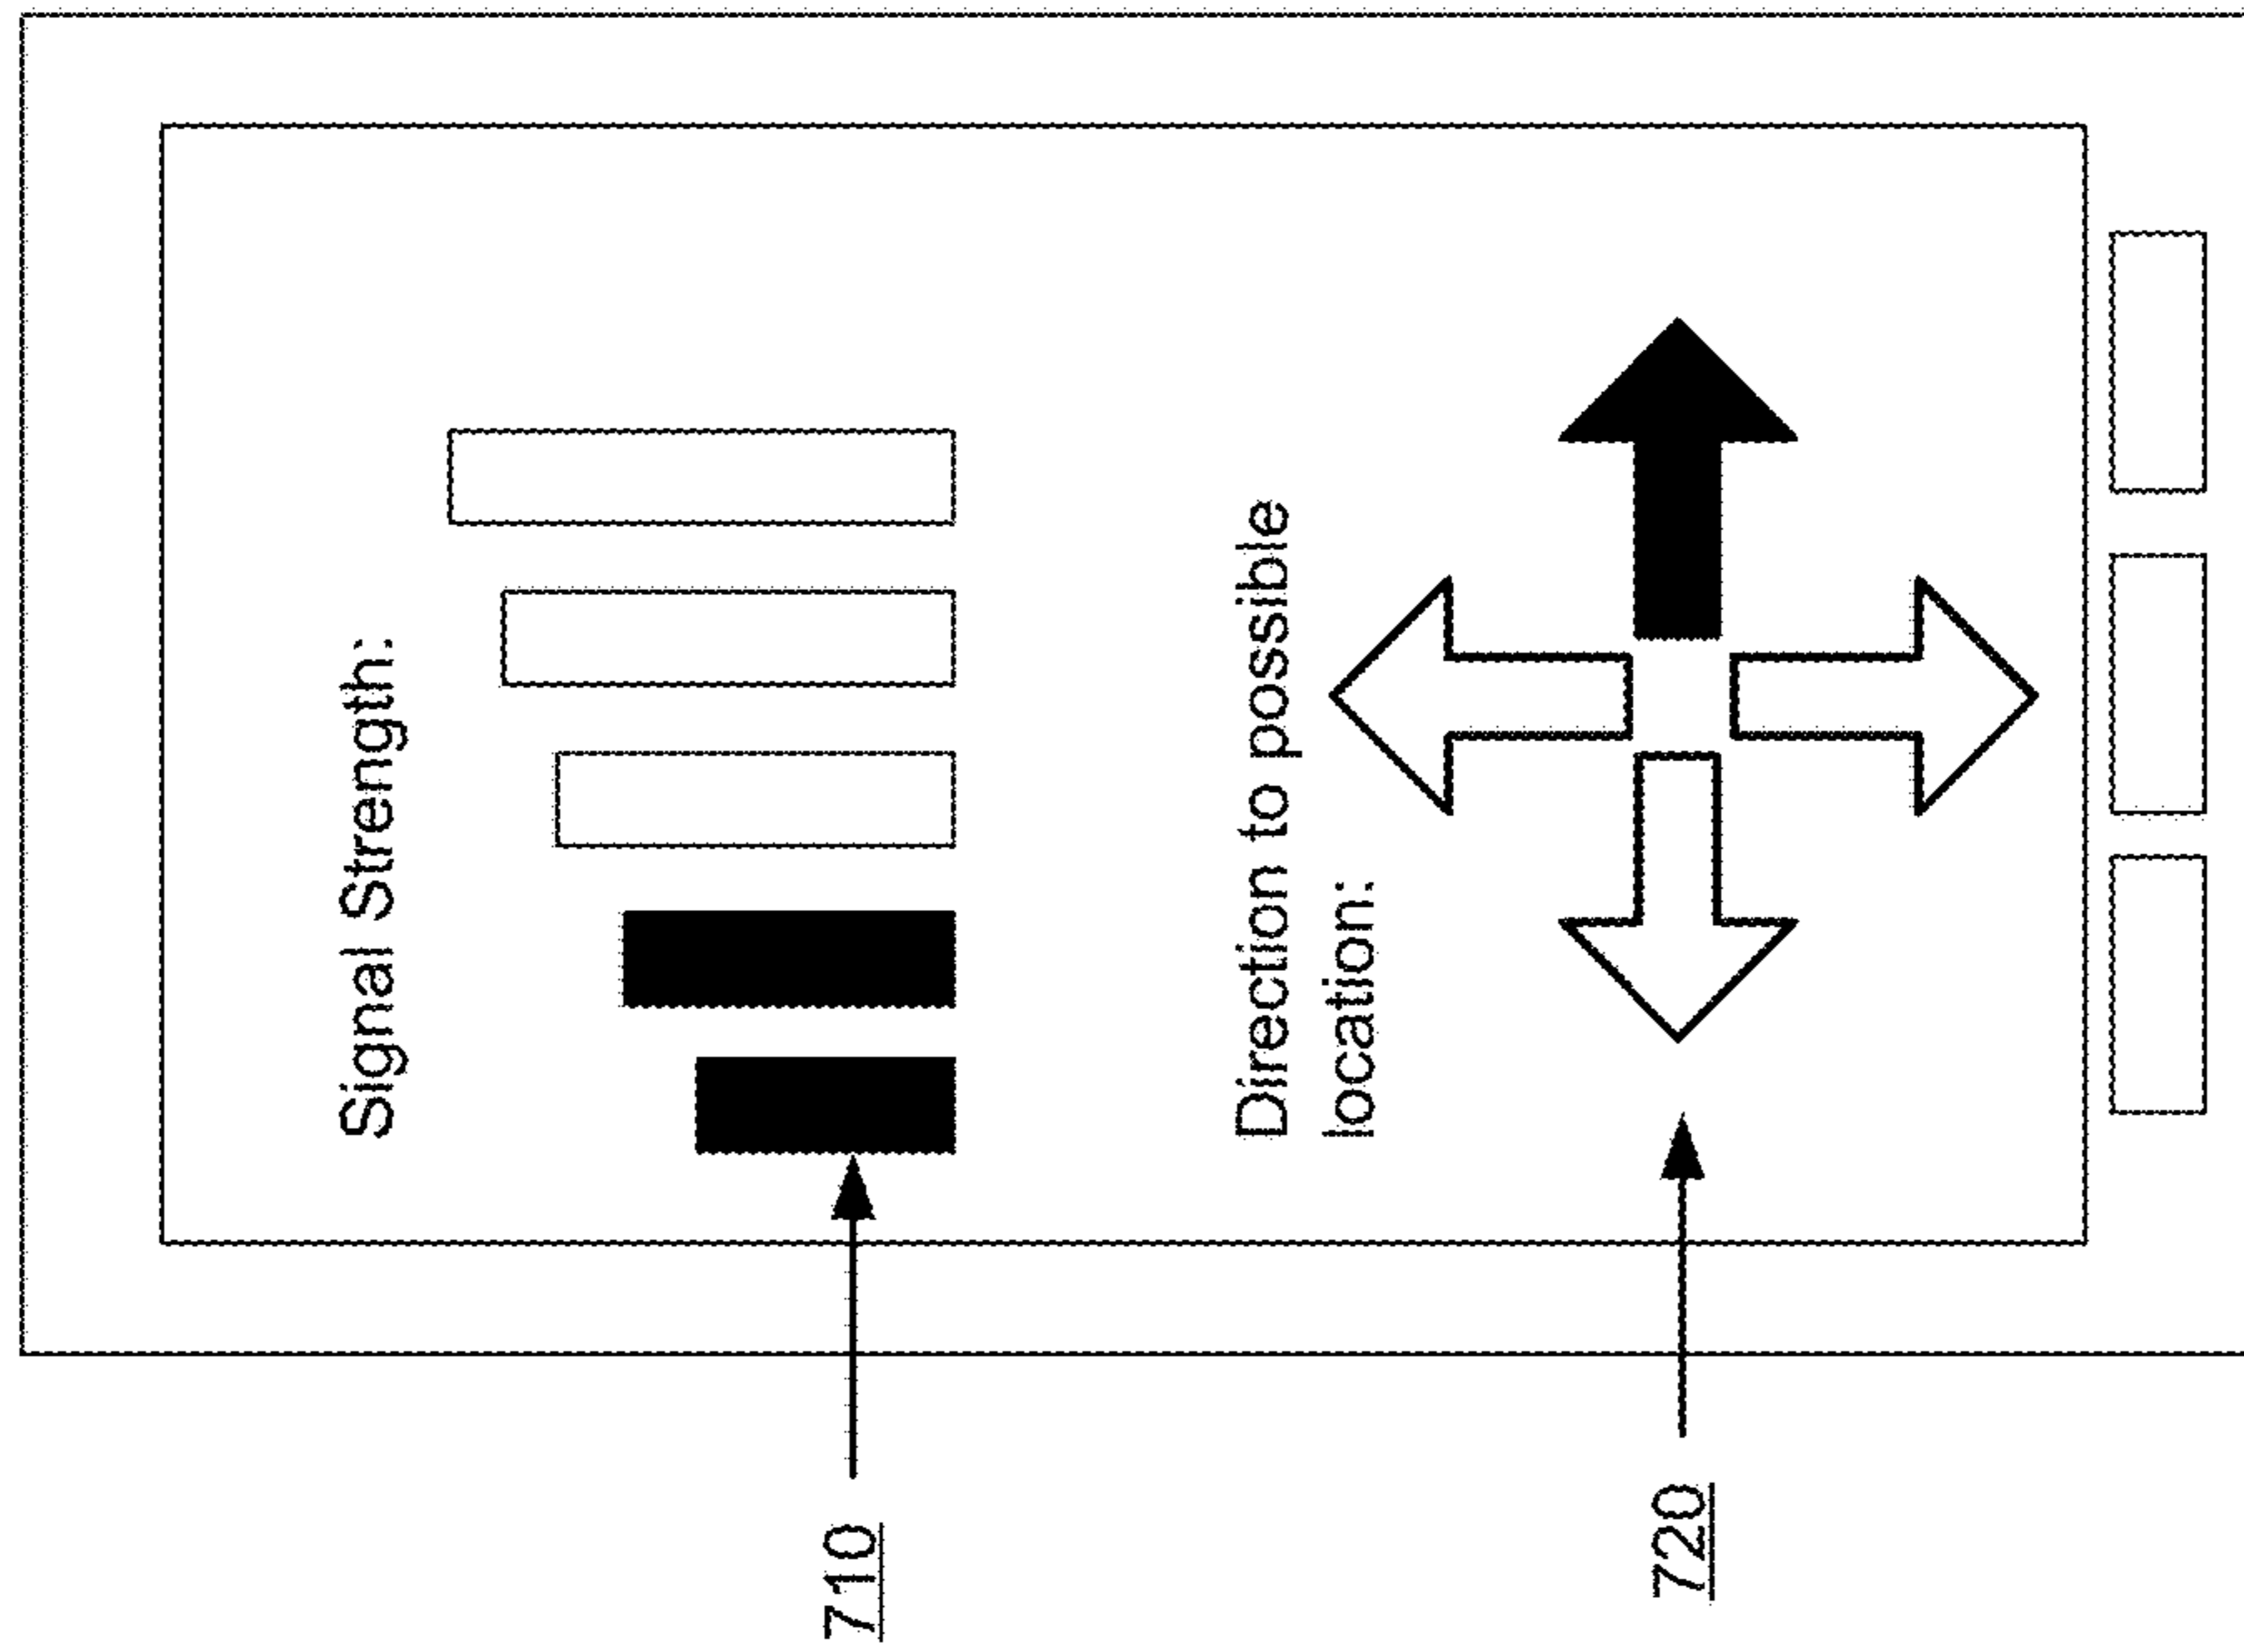 Signal Strength:
Direction to possible
location:
710
720